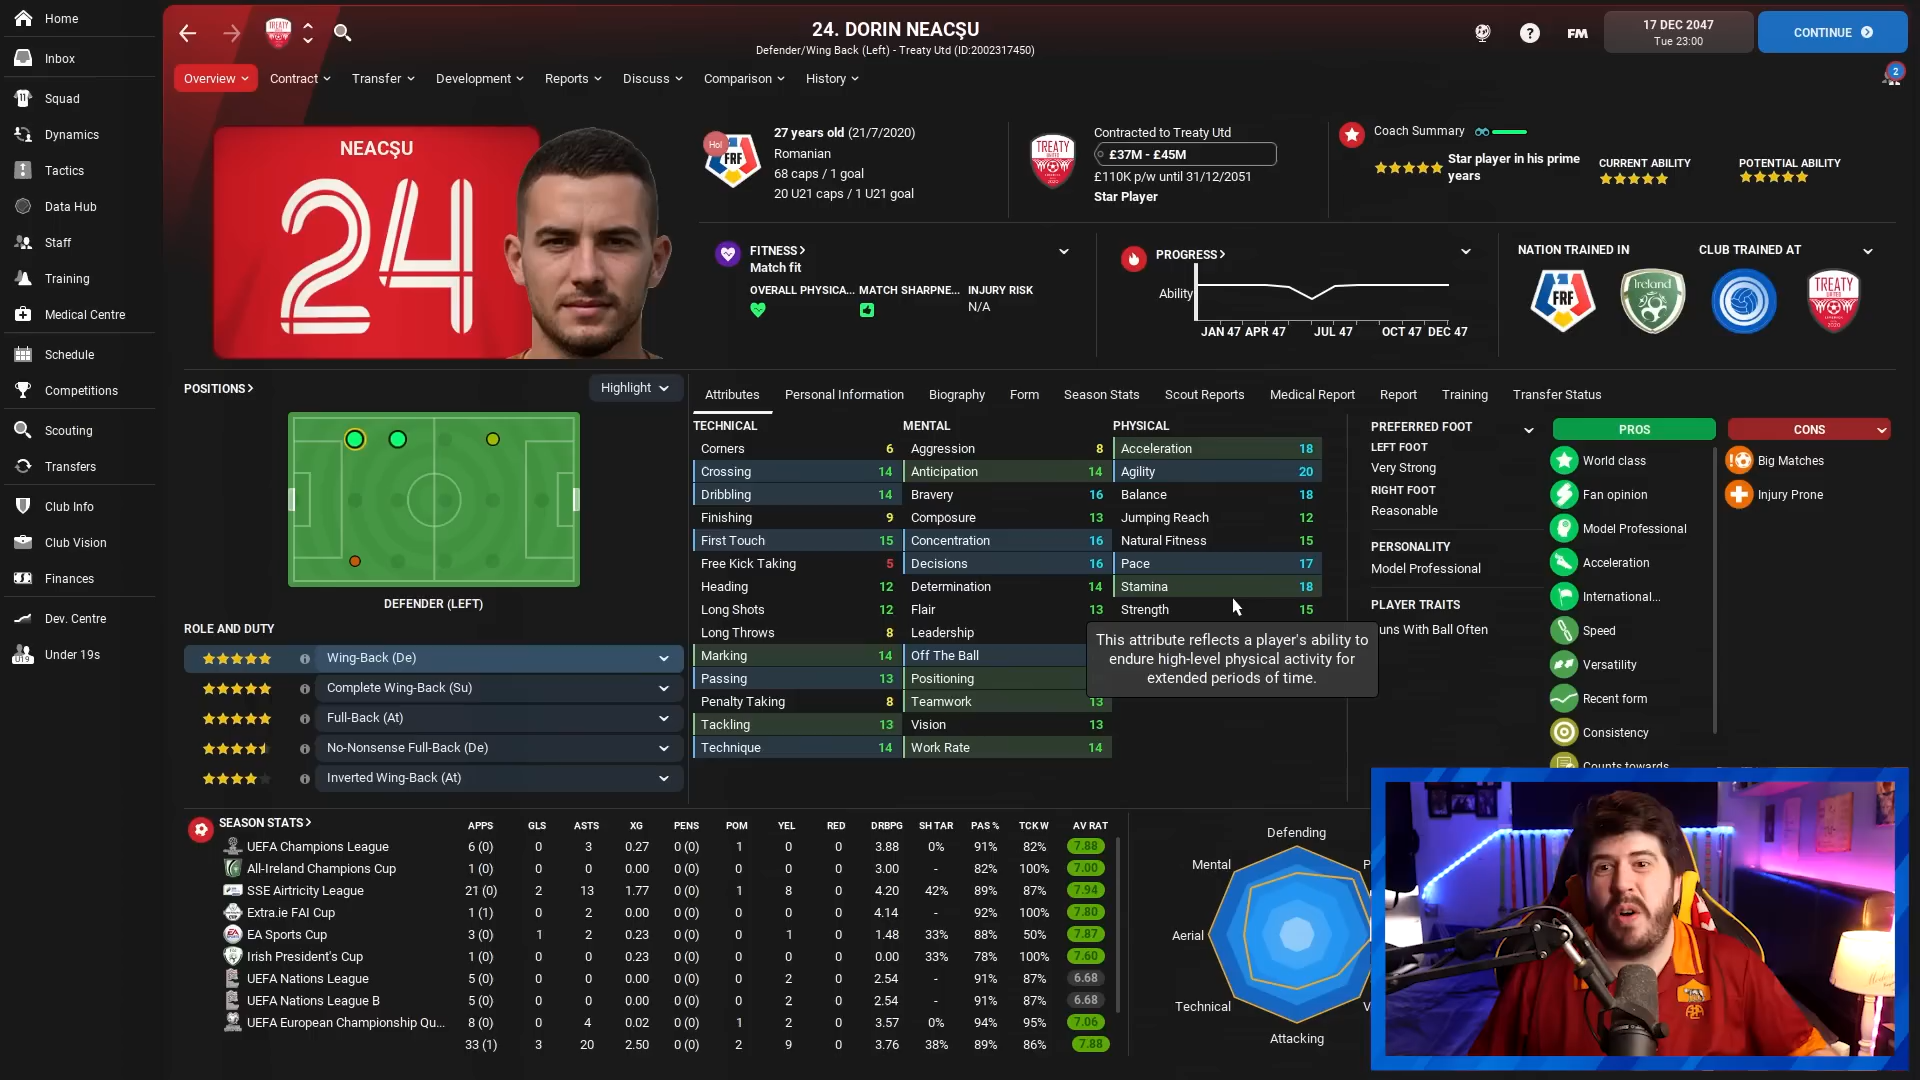 Home
Inbox
Squad
Dynamics
Tactics
Data Hub
Staff
Training
Medical Centre
Schedule
Competitions
Scouting
Transfers
Club Info
Club Vision
Finances
Dev. Centre
Under 19s
24. DORIN NEACŞU
Defender/Wing Back (Left) - Treaty Utd (ID:2002317450)
FM
17 DEC 2047
Tue 23:00
CONTINUE
2
Overview
Contract
Transfer
Development
Reports
Discuss
Comparison
History
NEACŞU
24
Hol
FRF
27 years old (21/7/2020)
Romanian
68 caps / 1 goal
20 U21 caps / 1 U21 goal
TREATY
Contracted to Treaty Utd
£37M - £45M
£110K p/w until 31/12/2051
Star Player
Coach Summary
Star player in his prime
years
CURRENT ABILITY
POTENTIAL ABILITY
FITNESS
Match fit
OVERALL PHYSICA... MATCH SHARPNE... INJURY RISK
N/A
PROGRESS
Ability
JAN 47 APR 47 JUL 47 OCT 47 DEC 47
NATION TRAINED IN
CLUB TRAINED AT
FRF
Ireland
TREATY
POSITIONS
Highlight
DEFENDER (LEFT)
ROLE AND DUTY
Wing-Back (De)
Complete Wing-Back (Su)
Full-Back (At)
No-Nonsense Full-Back (De)
Inverted Wing-Back (At)
Attributes
Personal Information
Biography
Form
Season Stats
Scout Reports
Medical Report
Report
Training
Transfer Status
TECHNICAL
Corners 6
Crossing 14
Dribbling 14
Finishing 9
First Touch 15
Free Kick Taking 5
Heading 12
Long Shots 12
Long Throws 8
Marking 14
Passing 13
Penalty Taking 8
Tackling 13
Technique 14
MENTAL
Aggression 8
Anticipation 14
Bravery 16
Composure 13
Concentration 16
Decisions 16
Determination 14
Flair 13
Leadership
Off The Ball
Positioning
Teamwork 13
Vision 13
Work Rate 14
PHYSICAL
Acceleration 18
Agility 20
Balance 18
Jumping Reach 12
Natural Fitness 15
Pace 17
Stamina 18
Strength 15
This attribute reflects a player's ability to
endure high-level physical activity for
extended periods of time.
PREFERRED FOOT
LEFT FOOT
Very Strong
RIGHT FOOT
Reasonable
PERSONALITY
Model Professional
PLAYER TRAITS
uns With Ball Often
PROS
World class
Fan opinion
Model Professional
Acceleration
International...
Speed
Versatility
Recent form
Consistency
Counts towards
CONS
Big Matches
Injury Prone
SEASON STATS APPS GLS ASTS XG PENS POM YEL RED DRBPG SH TAR PAS % TCK W AV RAT
UEFA Champions League 6 (0) 0 3 0.27 0 (0) 1 0 0 3.88 0% 91% 82% 7.88
All-Ireland Champions Cup 1 (0) 0 0 0.00 0 (0) 0 0 0 3.00 - 82% 100% 7.00
SSE Airtricity League 21 (0) 2 13 1.77 0 (0) 1 8 0 4.20 42% 89% 87% 7.94
Extra.ie FAI Cup 1 (1) 0 2 0.00 0 (0) 0 0 0 4.14 - 92% 100% 7.80
EA Sports Cup 3 (0) 1 2 0.23 0 (0) 0 1 0 1.48 33% 88% 50% 7.87
Irish President's Cup 1 (0) 0 0 0.23 0 (0) 0 0 0 0.00 33% 78% 100% 7.60
UEFA Nations League 5 (0) 0 0 0.00 0 (0) 0 2 0 2.54 - 91% 87% 6.68
UEFA Nations League B 5 (0) 0 0 0.00 0 (0) 0 2 0 2.54 - 91% 87% 6.68
UEFA European Championship Qu... 8 (0) 0 4 0.02 0 (0) 1 2 0 3.57 0% 94% 95% 7.06
33 (1) 3 20 2.50 0 (0) 2 9 0 3.76 38% 89% 86% 7.88
Defending
Mental
P
Aerial
Technical
V
Attacking